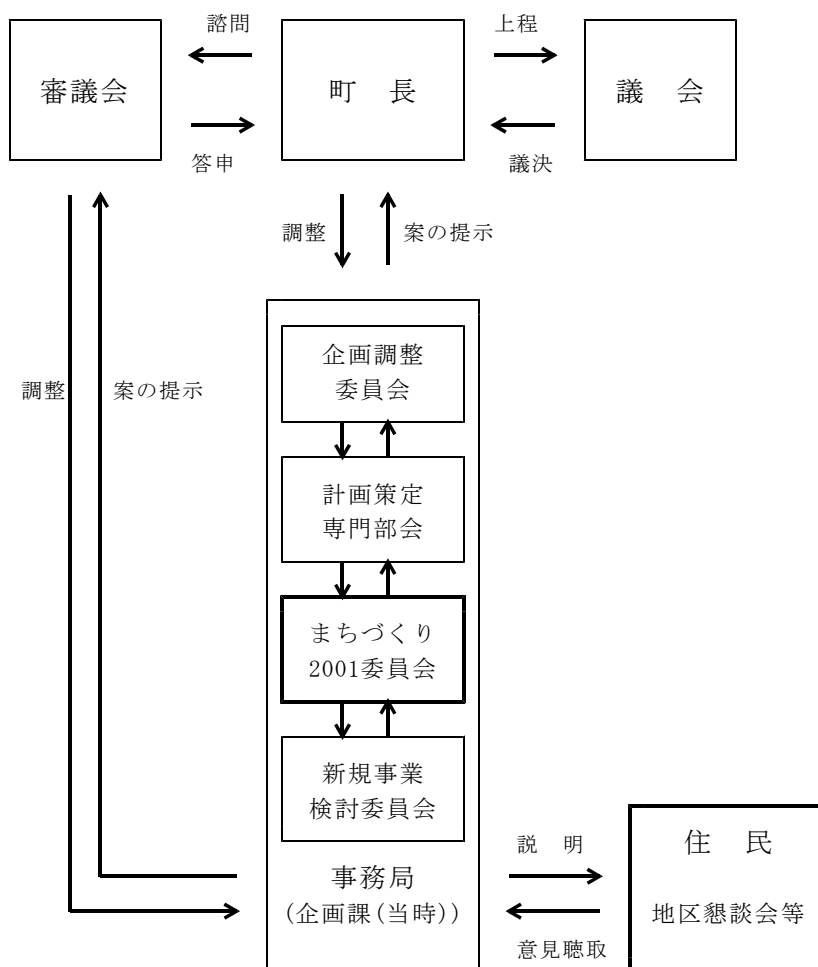 諮問
上程
審議会
町　長
議　会
答申
議決
調整
案の提示
企画調整
委員会
調整
案の提示
計画策定
専門部会
まちづくり
2001委員会
新規事業
検討委員会
事務局
(企画課(当時))
説　明
住　民
地区懇談会等
意見聴取